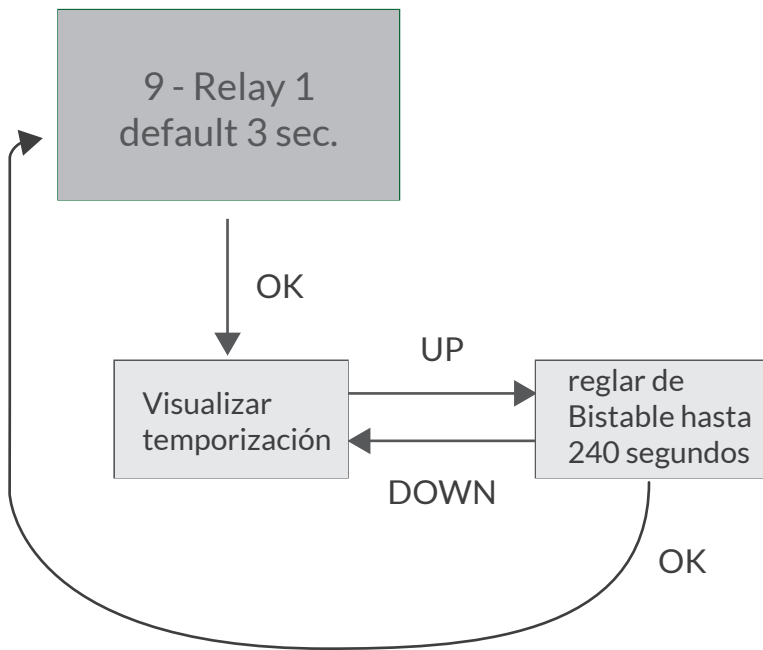 9 - Relay 1
default 3 sec.
OK
UP
Visualizar
temporización
reglar de
Bistable hasta
240 segundos
DOWN
OK